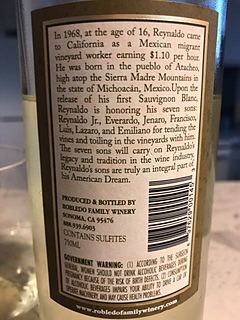 In 1968, at the age of 16, Reynaldo came
to California as a Mexican migrant
vineyard worker earning $1.10 per hour.
He was born in the pueblo of Atacheo,
high atop the Sierra Madre Mountains in
the state of Michoacán, Mexico.Upon the
release of his first Sauvignon Blanc,
Reynaldo is honoring his seven sons:
Reynaldo Jr., Everardo, Jenaro, Francisco,
Luis, Lazaro, and Emiliano for tending the
vines and toiling in the vineyards with him.
The seven sons will carry on Reynaldo's
legacy and tradition in the wine industry.
Reynaldo's sons are truly an integral part of
his American Dream.
PRODUCED & BOTTLED BY
ROBLEDO FAMILY WINERY
SONOMA, CA 95476
808.939.6903
CONTAINS SULFITES
750ML
GOVERNMENT WARNING: (1) ACCORDING TO THE SURGEON
GENERAL, WOMEN SHOULD NOT DRINK ALCOHOLIC BEVERAGES DURING
PREGNANCY BECAUSE OF THE RISK OF BIRTH DEFECTS. (2) CONSUMPTION
OF ALCOHOLIC BEVERAGES IMPAIRS YOUR ABILITY TO DRIVE A CAR OR
OPERATE MACHINERY, AND MAY CAUSE HEALTH PROBLEMS.
www.robledofamilywinery.com